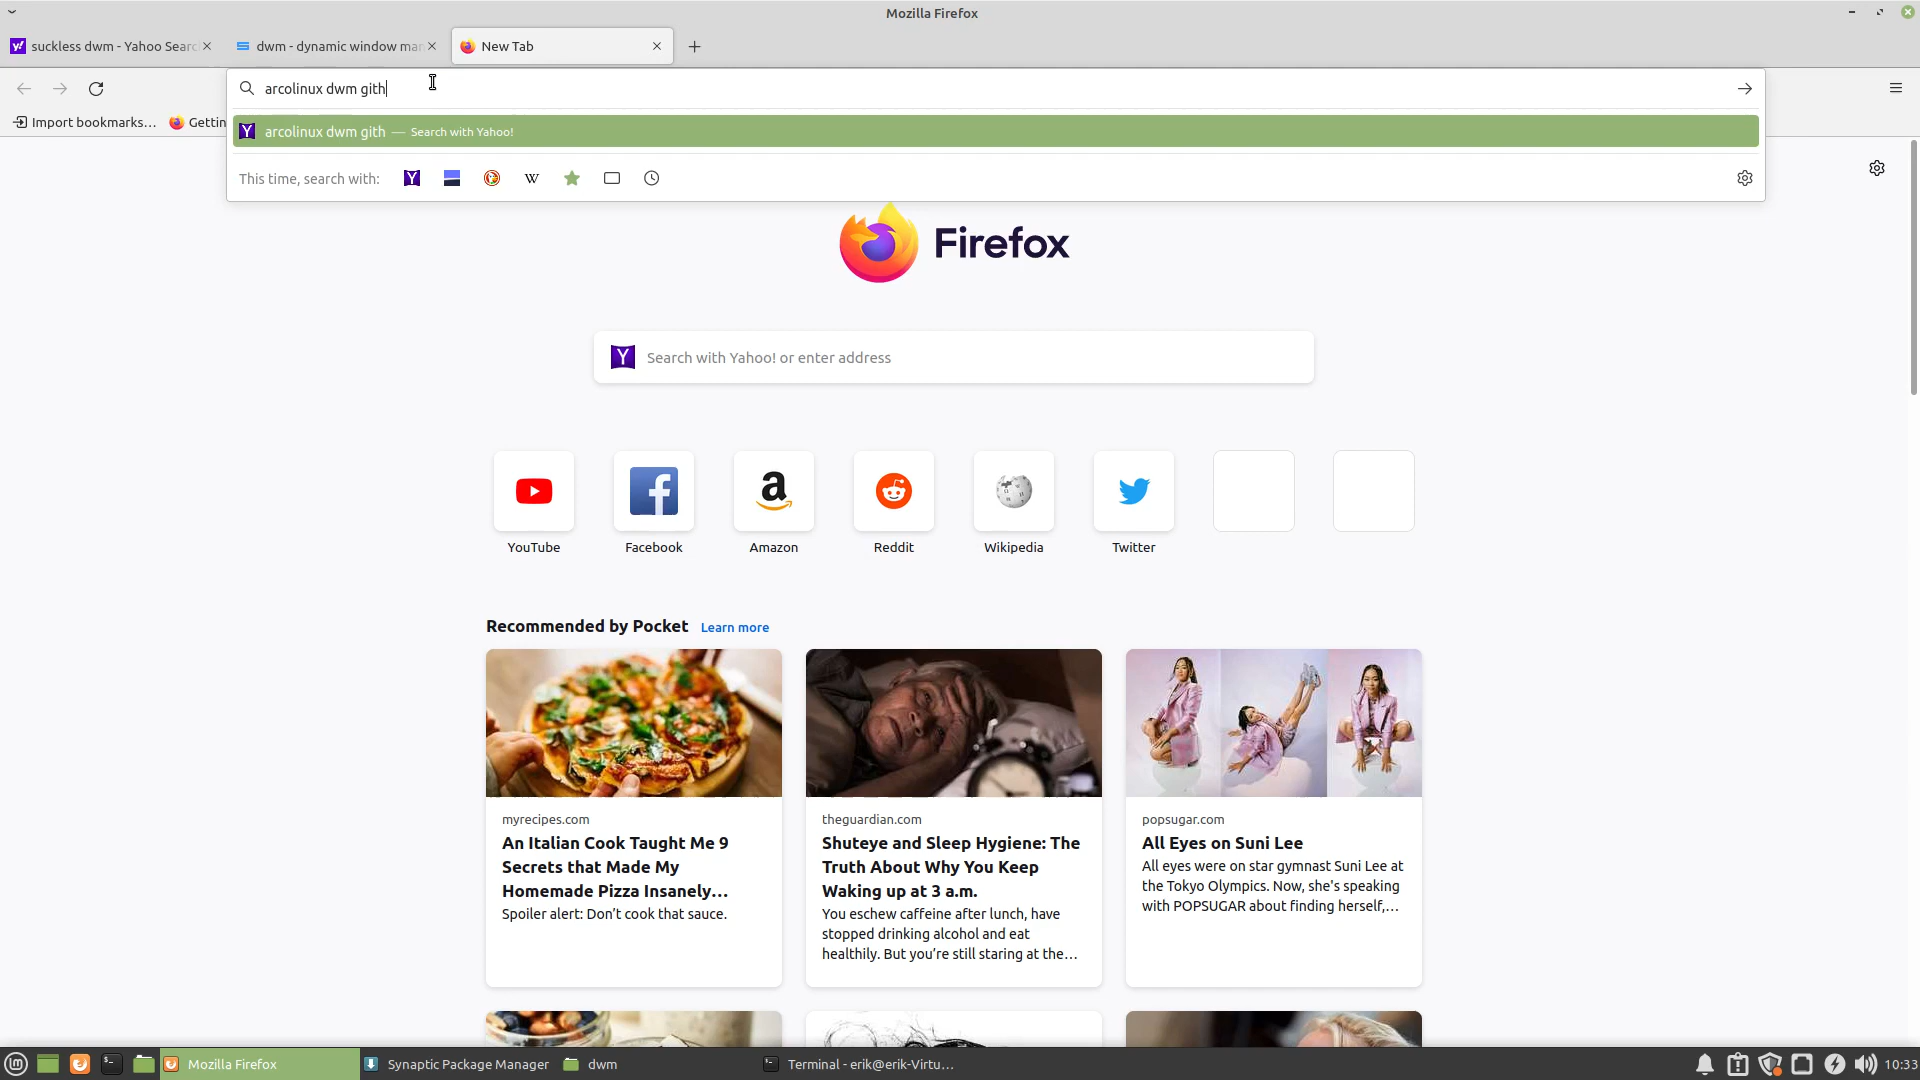 Mozilla Firefox
suckless dwm - Yahoo Searc
dwm - dynamic window mar
New Tab
arcolinux dwm gith
Import bookmarks...
Gettin
arcolinux dwm gith — Search with Yahoo!
This time, search with:
Firefox
Search with Yahoo! or enter address
YouTube
Facebook
Amazon
Reddit
Wikipedia
Twitter
Recommended by Pocket
Learn more
myrecipes.com
An Italian Cook Taught Me 9
Secrets that Made My
Homemade Pizza Insanely...
Spoiler alert: Don't cook that sauce.
theguardian.com
Shuteye and Sleep Hygiene: The
Truth About Why You Keep
Waking up at 3 a.m.
You eschew caffeine after lunch, have
stopped drinking alcohol and eat
healthily. But you're still staring at the...
popsugar.com
All Eyes on Suni Lee
All eyes were on star gymnast Suni Lee at
the Tokyo Olympics. Now, she's speaking
with POPSUGAR about finding herself,...
Mozilla Firefox
Synaptic Package Manager
dwm
Terminal - erik@erik-Virtu...
10:33